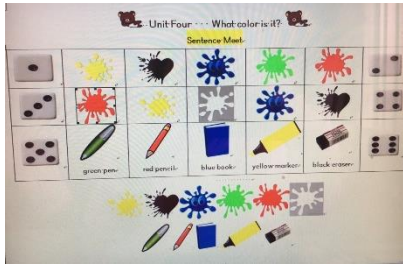 Unit Four --- What color is it?
Sentence Meet
green pen
red pencil
blue book
yellow marker
black eraser